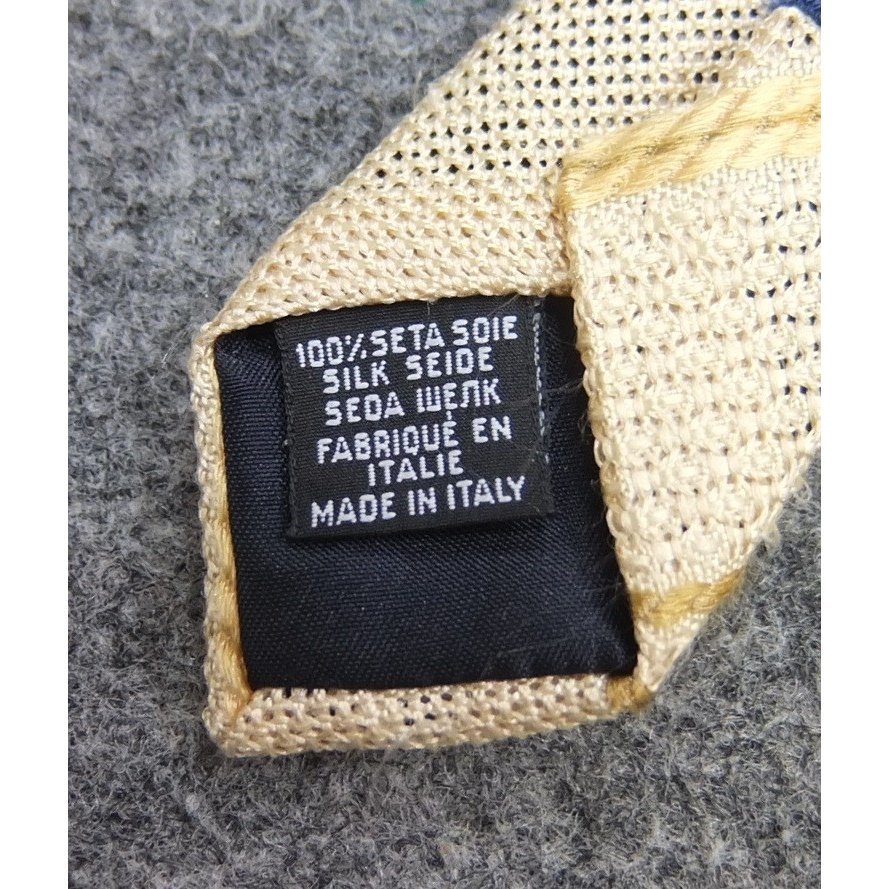 100% SETA SOIE
SILK SEIDE
SEDA ШЕЛК
FABRIQUÉ EN
ITALIE
MADE IN ITALY